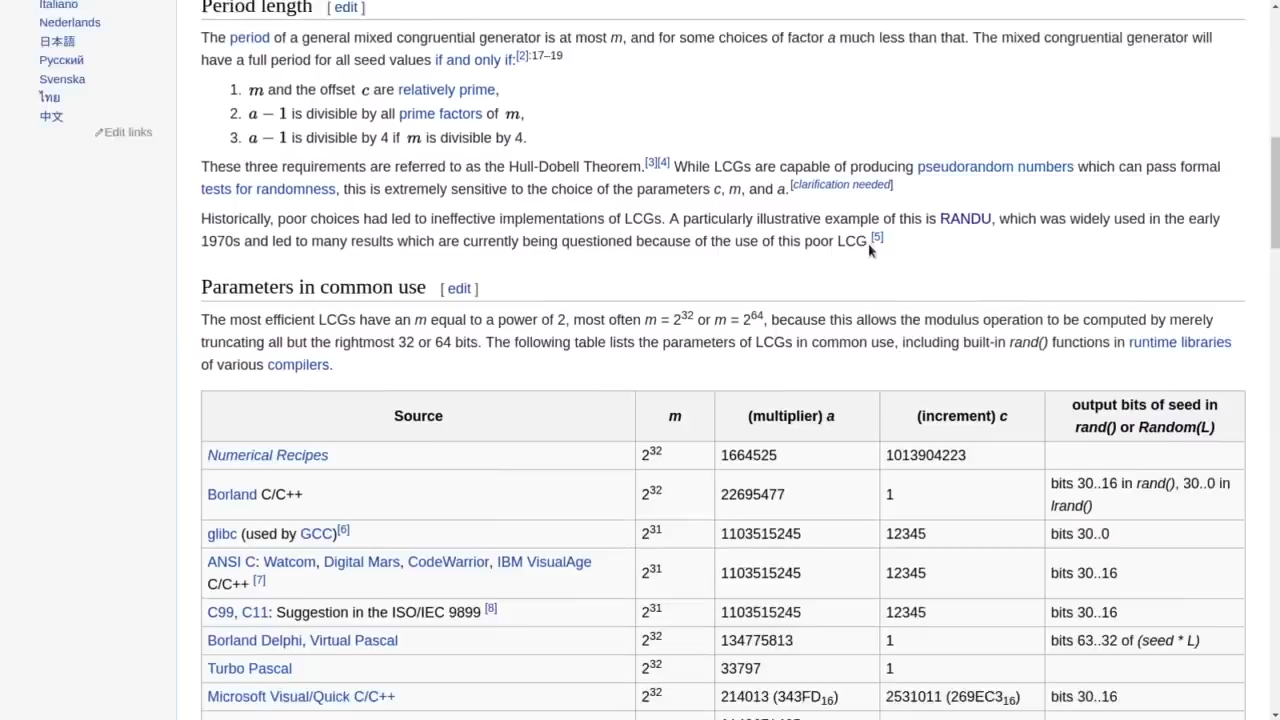 Italiano
Nederlands
日本語
Русский
Svenska
ไทย
中文
Edit links
Period length [ edit ]
The period of a general mixed congruential generator is at most m, and for some choices of factor a much less than that. The mixed congruential generator will
have a full period for all seed values if and only if:[2]:17–19
1. m and the offset c are relatively prime,
2. a − 1 is divisible by all prime factors of m,
3. a − 1 is divisible by 4 if m is divisible by 4.
These three requirements are referred to as the Hull-Dobell Theorem.[3][4] While LCGs are capable of producing pseudorandom numbers which can pass formal
tests for randomness, this is extremely sensitive to the choice of the parameters c, m, and a.[clarification needed]
Historically, poor choices had led to ineffective implementations of LCGs. A particularly illustrative example of this is RANDU, which was widely used in the early
1970s and led to many results which are currently being questioned because of the use of this poor LCG.[5]
Parameters in common use [ edit ]
The most efficient LCGs have an m equal to a power of 2, most often m = 2^32 or m = 2^64, because this allows the modulus operation to be computed by merely
truncating all but the rightmost 32 or 64 bits. The following table lists the parameters of LCGs in common use, including built-in rand() functions in runtime libraries
of various compilers.
Source m (multiplier) a (increment) c output bits of seed in
rand() or Random(L)
Numerical Recipes 2^32 1664525 1013904223
Borland C/C++ 2^32 22695477 1 bits 30..16 in rand(), 30..0 in
lrand()
glibc (used by GCC)[6] 2^31 1103515245 12345 bits 30..0
ANSI C: Watcom, Digital Mars, CodeWarrior, IBM VisualAge
C/C++ [7] 2^31 1103515245 12345 bits 30..16
C99, C11: Suggestion in the ISO/IEC 9899 [8] 2^31 1103515245 12345 bits 30..16
Borland Delphi, Virtual Pascal 2^32 134775813 1 bits 63..32 of (seed * L)
Turbo Pascal 2^32 33797 1
Microsoft Visual/Quick C/C++ 2^32 214013 (343FD₁₆) 2531011 (269EC3₁₆) bits 30..16